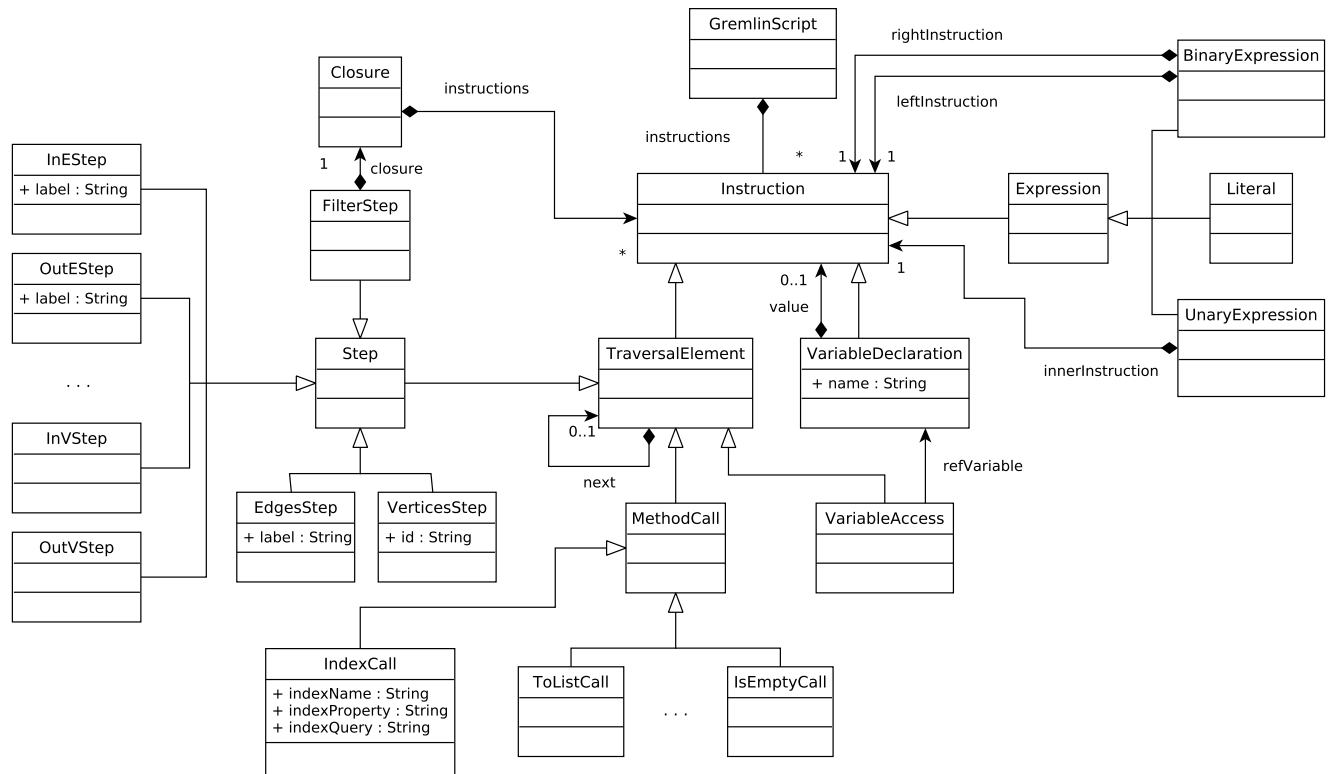 GremlinScript
rightInstruction
BinaryExpression
Closure
instructions
leftInstruction
instructions
InEStep
+ label : String
1
closure
*
1
1
Instruction
Expression
Literal
FilterStep
*
1
OutEStep
+ label : String
0..1
value
UnaryExpression
Step
TraversalElement
VariableDeclaration
+ name : String
innerInstruction
. . .
0..1
InVStep
next
refVariable
EdgesStep
+ label : String
VerticesStep
+ id : String
MethodCall
VariableAccess
OutVStep
IndexCall
+ indexName : String
+ indexProperty : String
+ indexQuery : String
ToListCall
. . .
IsEmptyCall